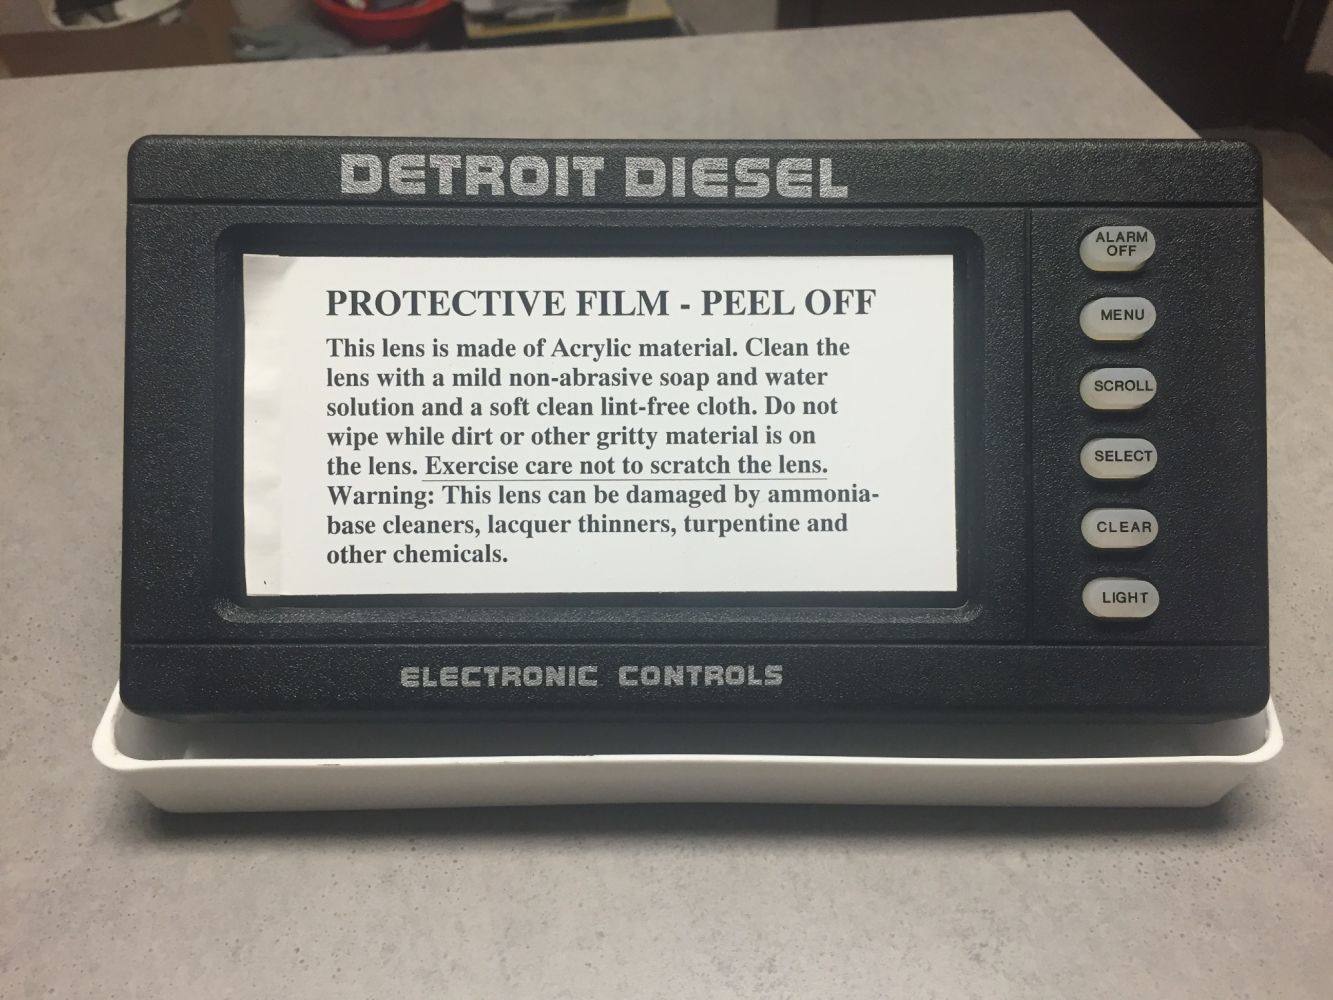 DETROIT DIESEL
PROTECTIVE FILM - PEEL OFF
This lens is made of Acrylic material. Clean the
lens with a mild non-abrasive soap and water
solution and a soft clean lint-free cloth. Do not
wipe while dirt or other gritty material is on
the lens. Exercise care not to scratch the lens.
Warning: This lens can be damaged by ammonia-
base cleaners, lacquer thinners, turpentine and
other chemicals.
ALARM
OFF
MENU
SCROLL
SELECT
CLEAR
LIGHT
ELECTRONIC CONTROLS